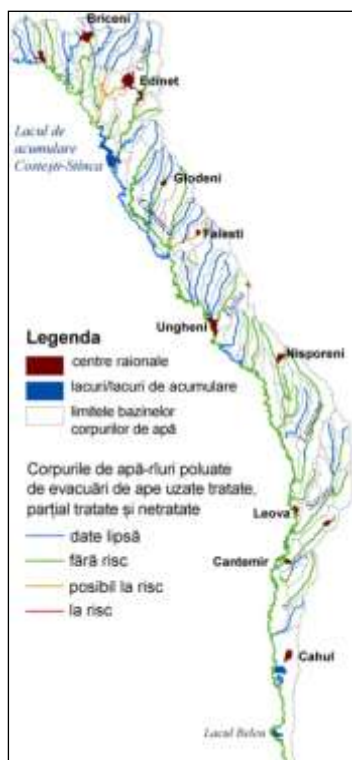 Briceni
Edineț
Lacul de
acumulare
Costești-Stînca
Glodeni
Falesti
Ungheni
Nisporeni
Legenda
centre raionale
lacuri/lacuri de acumulare
limitele bazinelor
corpurilor de apă
Corpurile de apă-rîuri poluate
de evacuări de ape uzate tratate,
parțial tratate și netratate
date lipsă
fără risc
posibil la risc
la risc
Leova
Cantemir
Cahul
Lacul Beleu